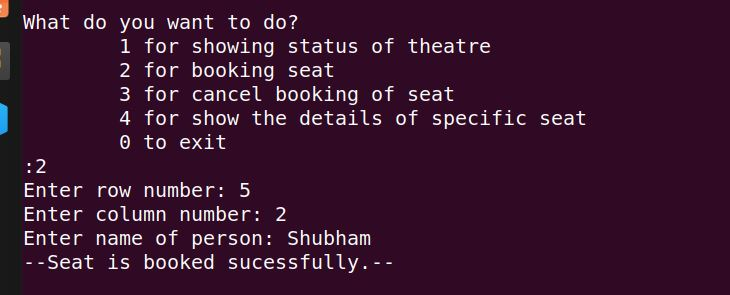 What do you want to do?
1 for showing status of theatre
2 for booking seat
3 for cancel booking of seat
4 for show the details of specific seat
0 to exit
:2
Enter row number: 5
Enter column number: 2
Enter name of person: Shubham
--Seat is booked sucessfully.--